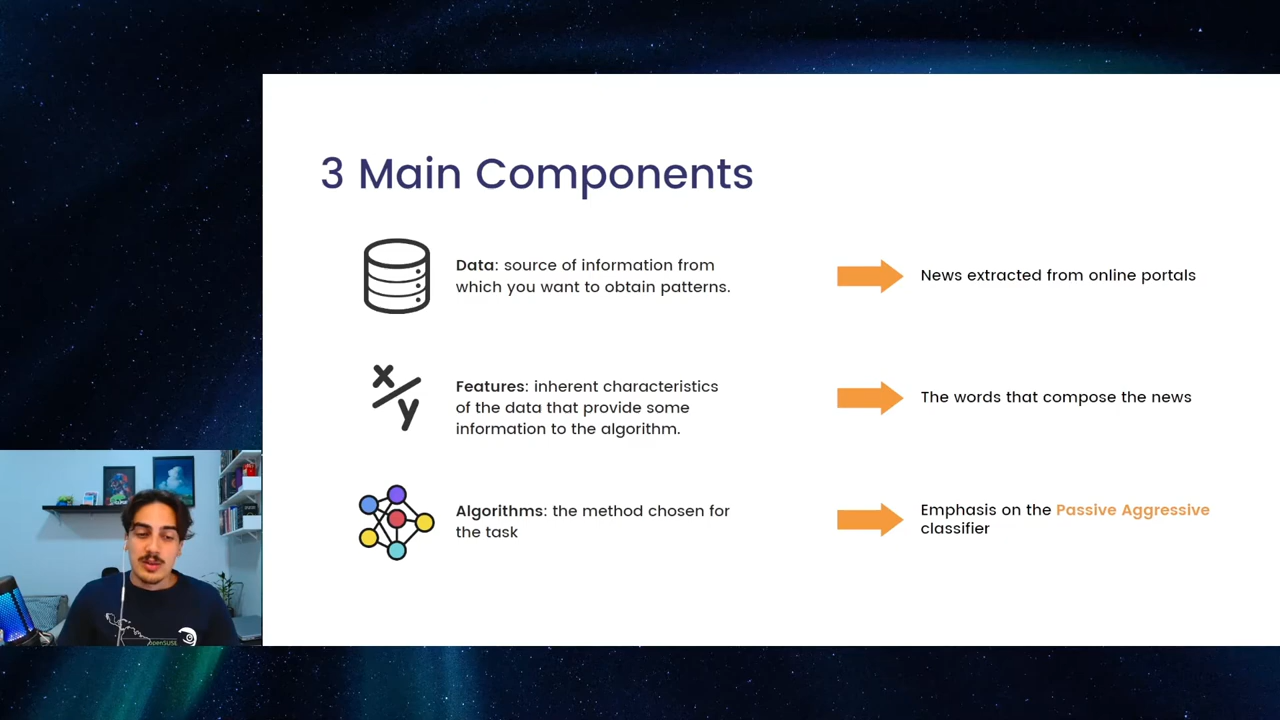 3 Main Components
Data: source of information from
which you want to obtain patterns.
News extracted from online portals
x
y
Features: inherent characteristics
of the data that provide some
information to the algorithm.
The words that compose the news
Algorithms: the method chosen for
the task
Emphasis on the Passive Aggressive
classifier
openSUSE